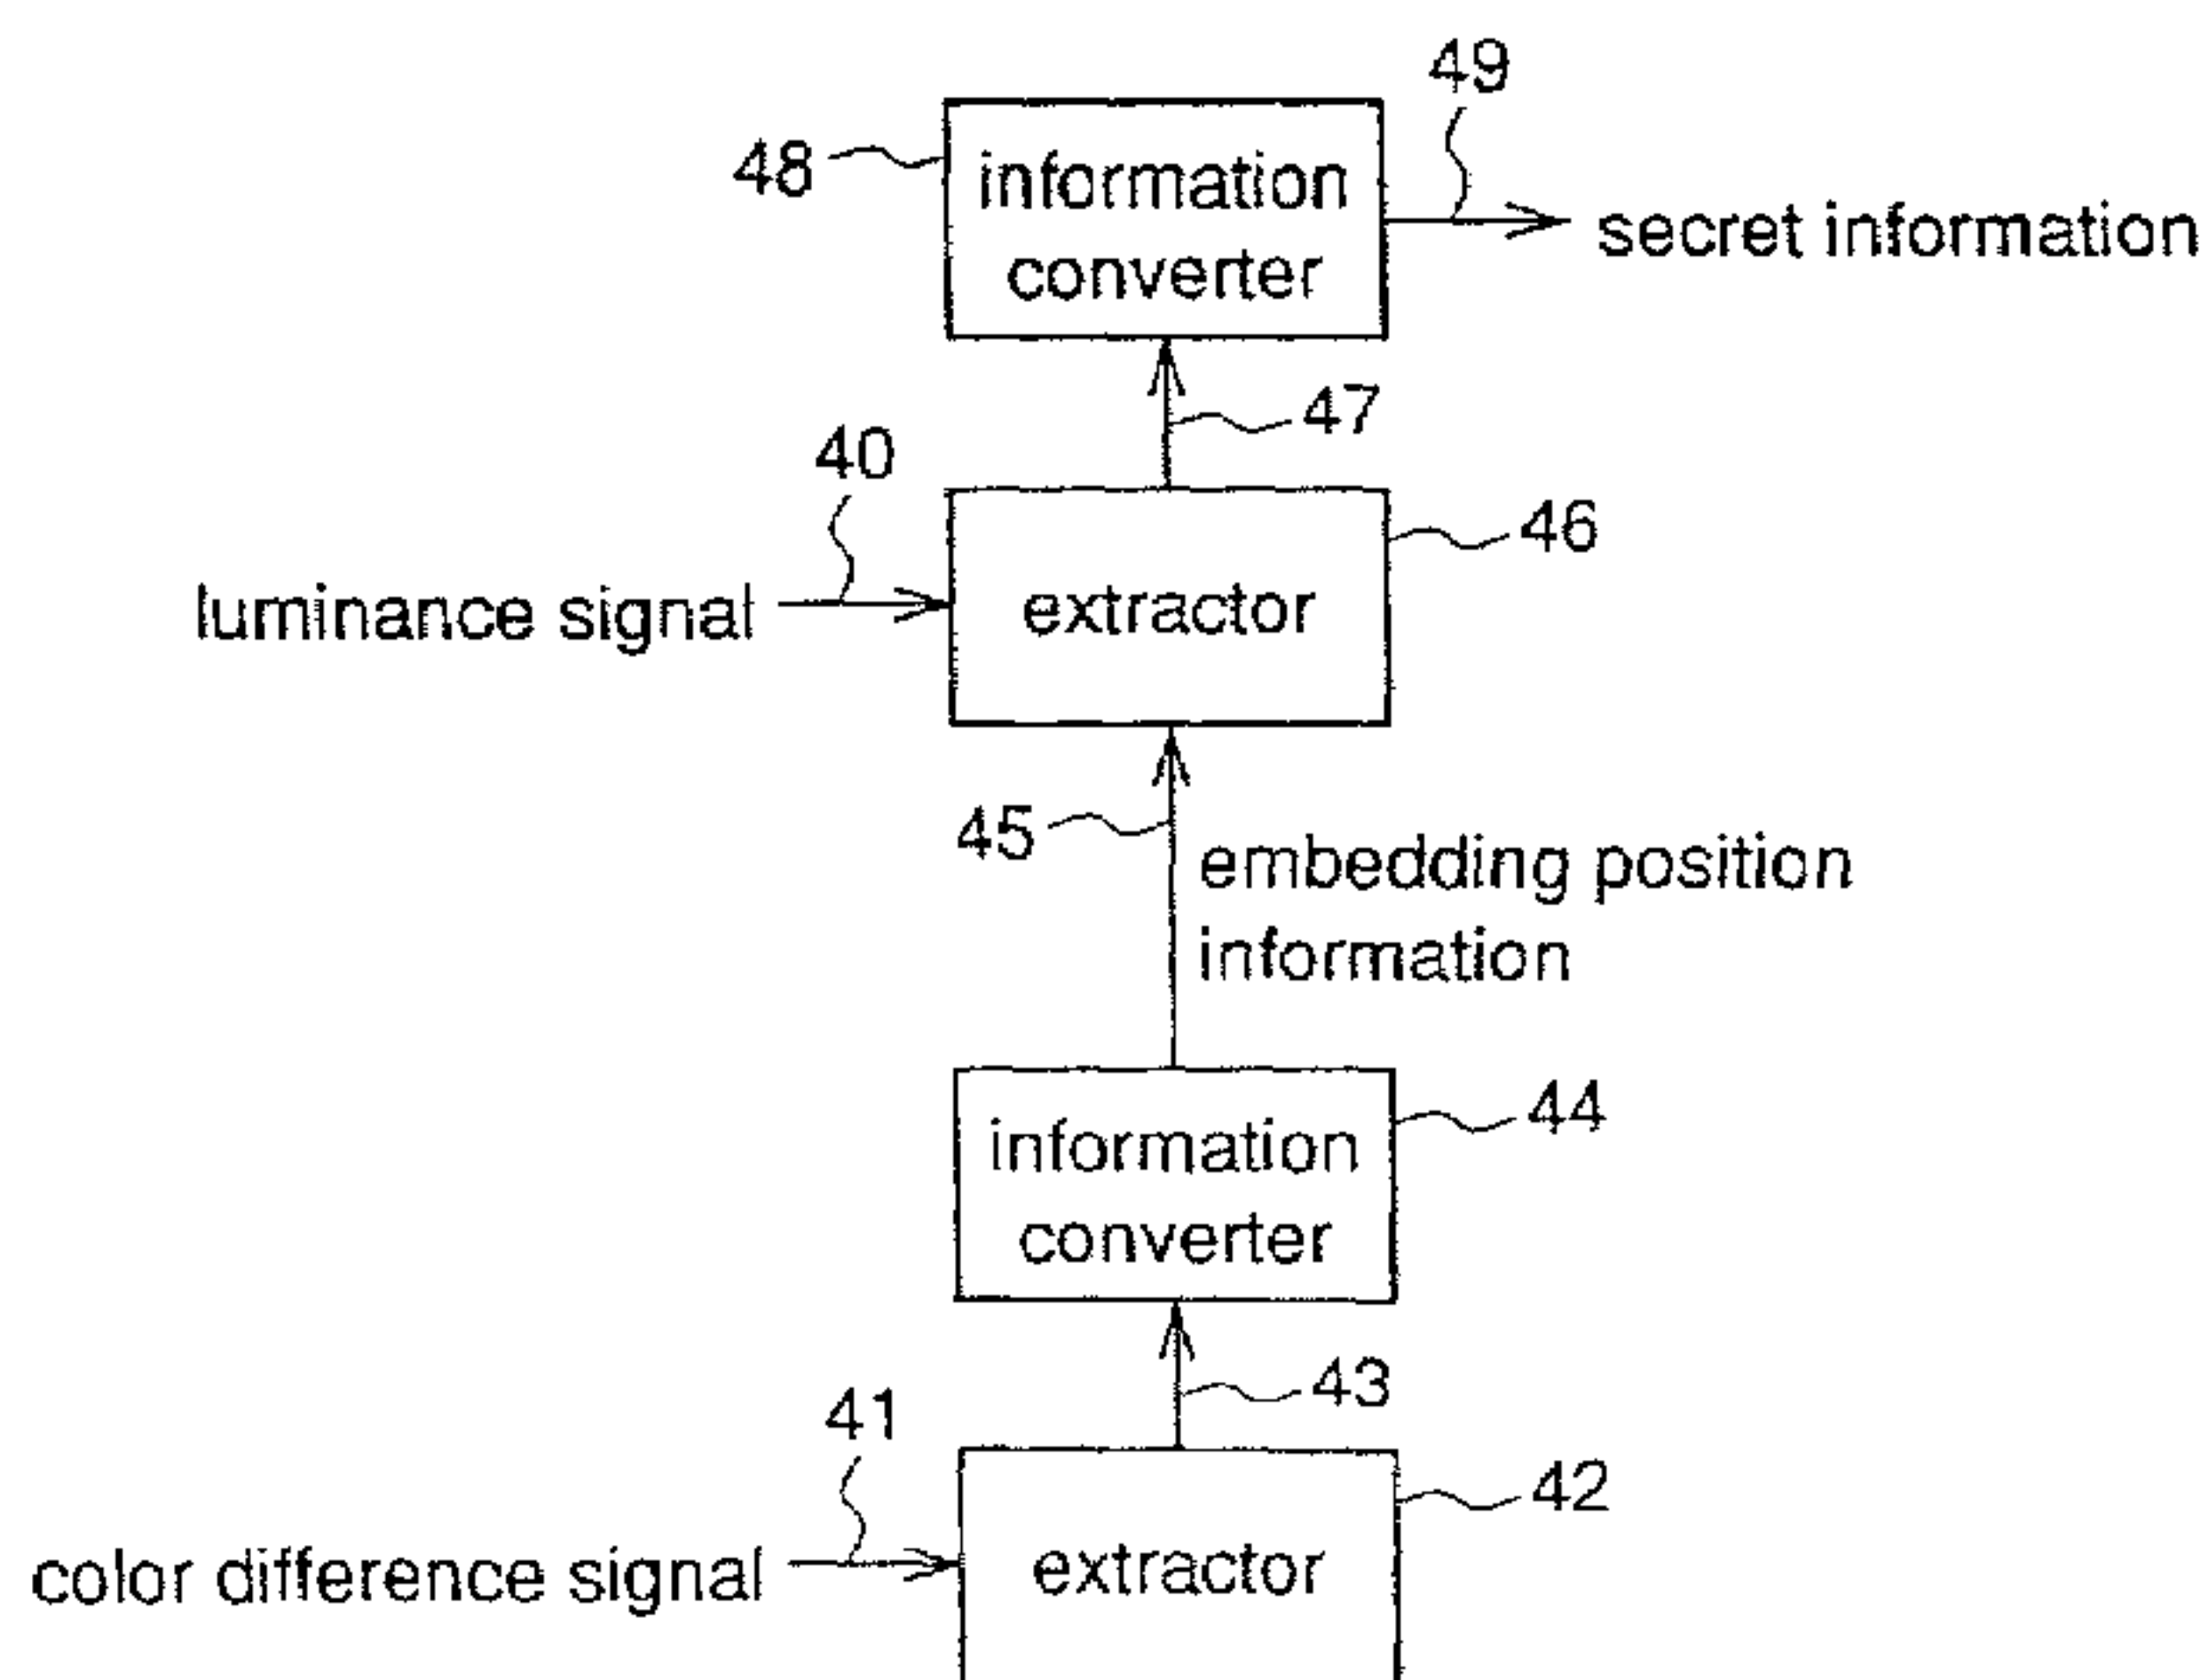 49
48
information
converter
secret information
47
40
46
luminance signal
extractor
45
embedding position
information
44
information
converter
43
41
42
color difference signal
extractor